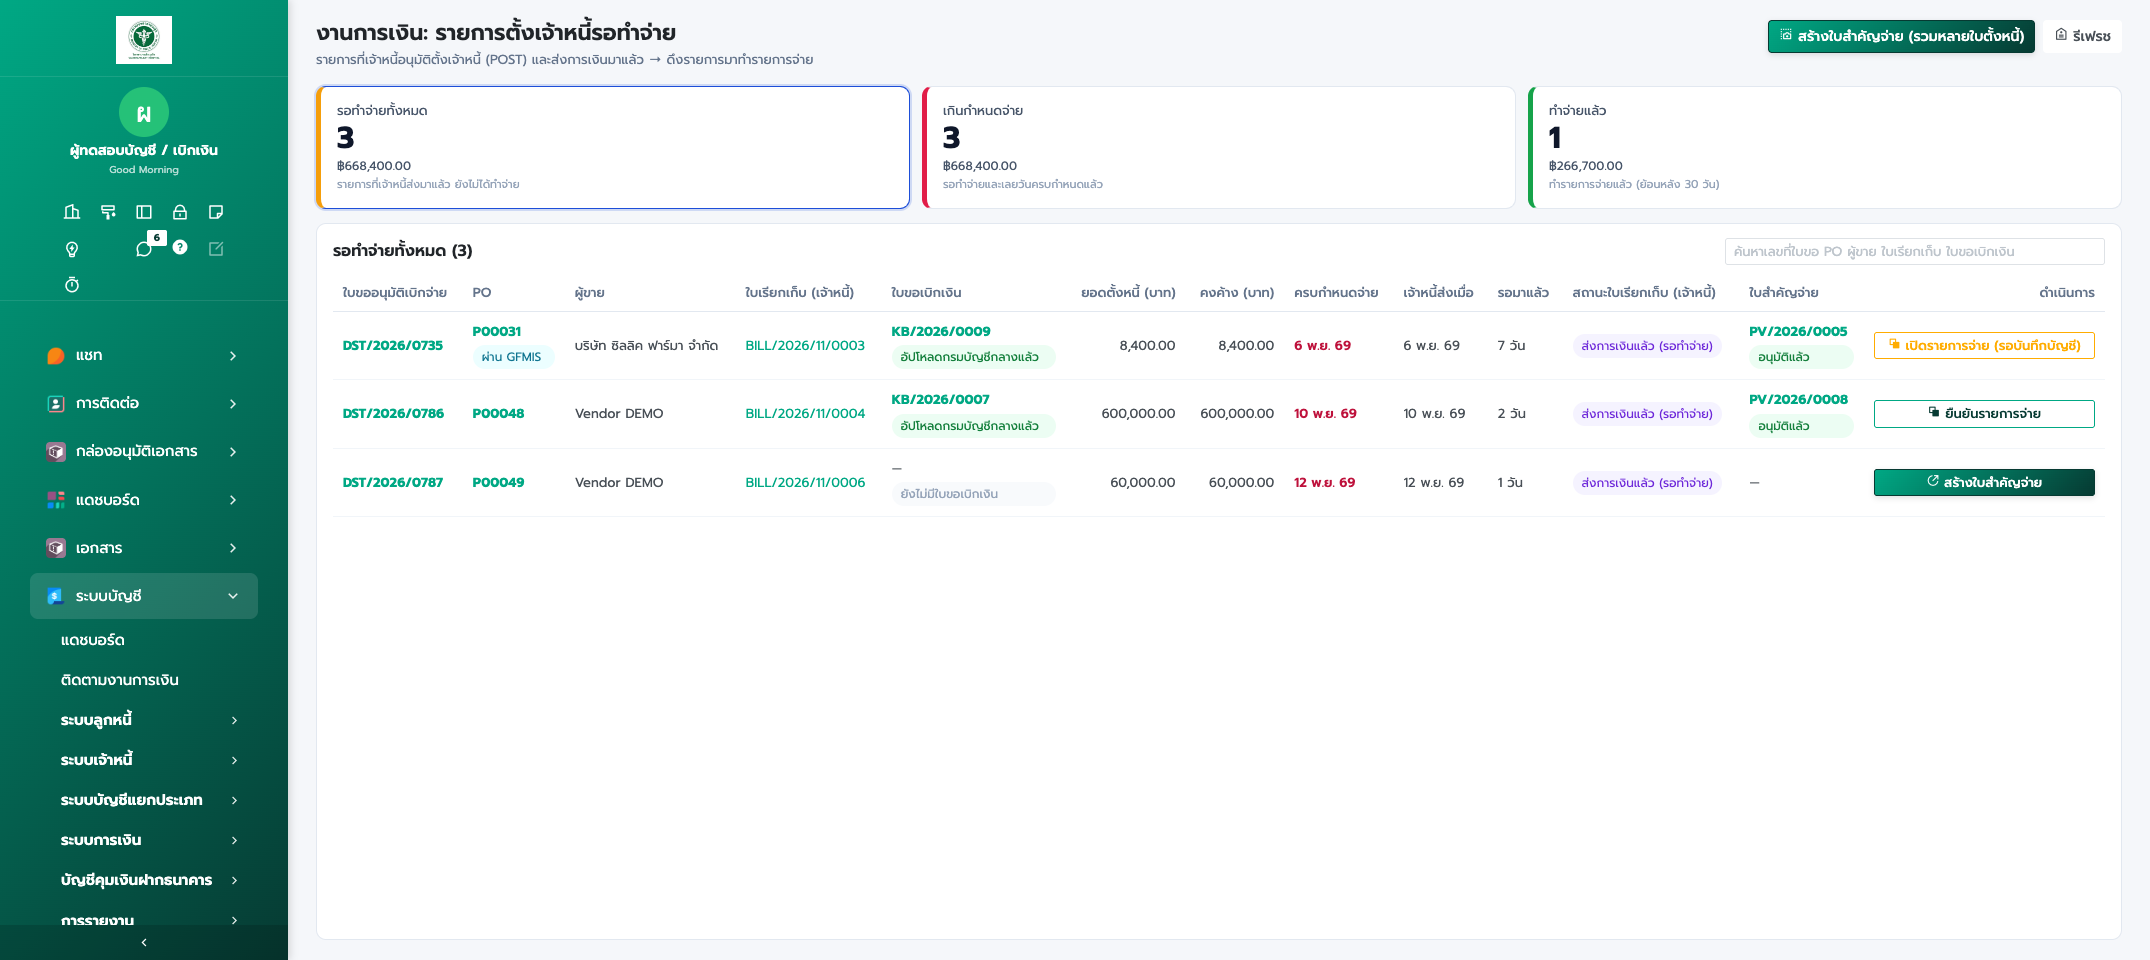 ผ
ผู้ทดสอบบัญชี / เบิกเงิน
Good Morning
6
แชท
การติดต่อ
กล่องอนุมัติเอกสาร
แดชบอร์ด
เอกสาร
ระบบบัญชี
แดชบอร์ด
ติดตามงานการเงิน
ระบบลูกหนี้
ระบบเจ้าหนี้
ระบบบัญชีแยกประเภท
ระบบการเงิน
บัญชีคุมเงินฝากธนาคาร
การรายงาน
งานการเงิน: รายการตั้งเจ้าหนี้รอทำจ่าย
รายการที่เจ้าหนี้อนุมัติตั้งเจ้าหนี้ (POST) และส่งการเงินมาแล้ว → ดึงรายการมาทำรายการจ่าย
สร้างใบสำคัญจ่าย (รวมหลายใบตั้งหนี้)
รีเฟรช
รอทำจ่ายทั้งหมด
3
฿668,400.00
รายการที่เจ้าหนี้ส่งมาแล้ว ยังไม่ได้ทำจ่าย
เกินกำหนดจ่าย
3
฿668,400.00
รอทำจ่ายและเลยวันครบกำหนดแล้ว
ทำจ่ายแล้ว
1
฿266,700.00
ทำรายการจ่ายแล้ว (ย้อนหลัง 30 วัน)
รอทำจ่ายทั้งหมด (3)
ค้นหาเลขที่ใบขอ PO ผู้ขาย ใบเรียกเก็บ ใบขอเบิกเงิน
ใบขออนุมัติเบิกจ่าย PO ผู้ขาย ใบเรียกเก็บ (เจ้าหนี้) ใบขอเบิกเงิน ยอดตั้งหนี้ (บาท) คงค้าง (บาท) ครบกำหนดจ่าย เจ้าหนี้ส่งเมื่อ รอมาแล้ว สถานะใบเรียกเก็บ (เจ้าหนี้) ใบสำคัญจ่าย ดำเนินการ
DST/2026/0735 P00031 ผ่าน GFMIS บริษัท ซิลลิค ฟาร์มา จำกัด BILL/2026/11/0003 KB/2026/0009 อัปโหลดกรมบัญชีกลางแล้ว 8,400.00 8,400.00 6 พ.ย. 69 6 พ.ย. 69 7 วัน ส่งการเงินแล้ว (รอทำจ่าย) PV/2026/0005 อนุมัติแล้ว เปิดรายการจ่าย (รอบันทึกบัญชี)
DST/2026/0786 P00048 Vendor DEMO BILL/2026/11/0004 KB/2026/0007 อัปโหลดกรมบัญชีกลางแล้ว 600,000.00 600,000.00 10 พ.ย. 69 10 พ.ย. 69 2 วัน ส่งการเงินแล้ว (รอทำจ่าย) PV/2026/0008 อนุมัติแล้ว ยืนยันรายการจ่าย
DST/2026/0787 P00049 Vendor DEMO BILL/2026/11/0006 — ยังไม่มีใบขอเบิกเงิน 60,000.00 60,000.00 12 พ.ย. 69 12 พ.ย. 69 1 วัน ส่งการเงินแล้ว (รอทำจ่าย) — สร้างใบสำคัญจ่าย